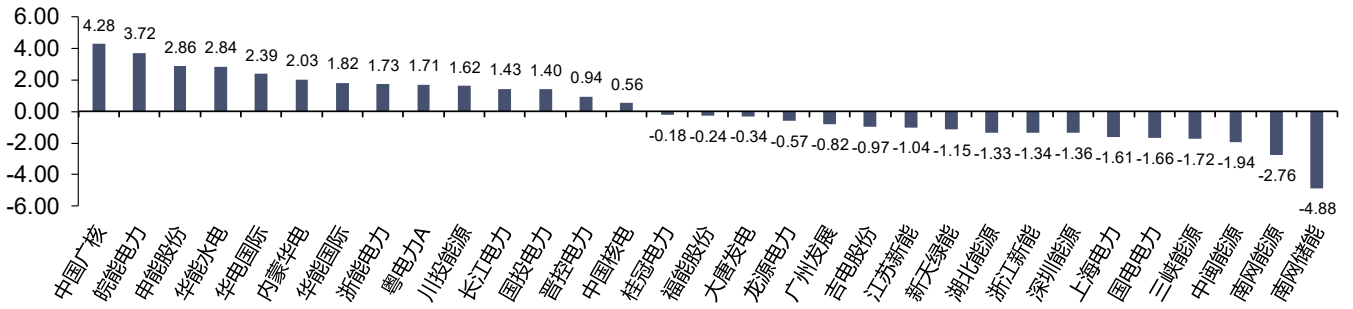 6.00
4.00
2.00
0.00
-2.00
-4.00
-6.00
4.28
3.72
2.86
2.84
2.39
2.03
1.82
1.73
1.71
1.62
1.43
1.40
0.94
0.56
-0.18
-0.24
-0.34
-0.57
-0.82
-0.97
-1.04
-1.15
-1.33
-1.34
-1.36
-1.61
-1.66
-1.72
-1.94
-2.76
-4.88
中国广核
皖能电力
申能股份
华能水电
华电国际
内蒙华电
华能国际
浙能电力
粤电力A
川投能源
长江电力
国投电力
晋控电力
中国核电
桂冠电力
福能股份
大唐发电
龙源电力
广州发展
吉电股份
江苏新能
新天绿能
湖北能源
浙江新能
深圳能源
上海电力
国电电力
三峡能源
中闽能源
南网能源
南网储能